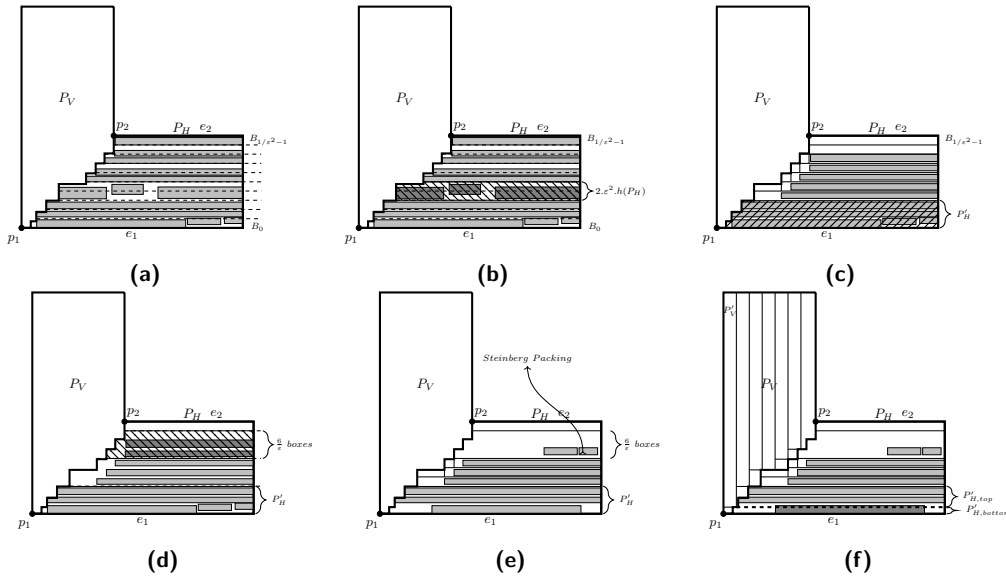 P_V
p_2 P_H e_2
B_{1/ε^2−1}
B_0
p_1 e_1
(a)
P_V
p_2 P_H e_2
B_{1/ε^2−1}
2.ε^2.h(P_H)
B_0
p_1 e_1
(b)
P_V
p_2 P_H e_2
B_{1/ε^2−1}
P'_H
p_1 e_1
(c)
P_V
p_2 P_H e_2
6/ε boxes
P'_H
p_1 e_1
(d)
Steinberg Packing
P_V
p_2 P_H e_2
6/ε boxes
P'_H
p_1 e_1
(e)
P'_V
P_V
p_2 P_H e_2
P'_{H,top}
P'_{H,bottom}
p_1 e_1
(f)